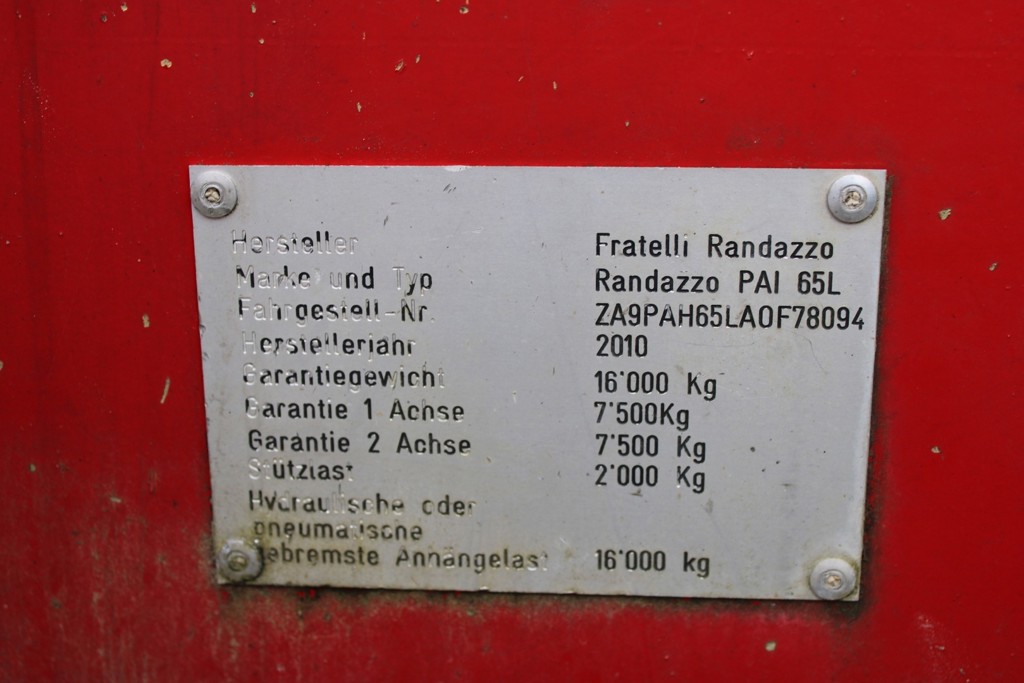 Hersteller Fratelli Randazzo
Marke und Typ Randazzo PAI 65L
Fahrgestell-Nr. ZA9PAH65LA0F78094
Herstellerjahr 2010
Garantiegewicht 16'000 Kg
Garantie 1 Achse 7'500Kg
Garantie 2 Achse 7'500 Kg
Stützlast 2'000 Kg
Hydraulische oder
pneumatische
gebremste Anhängelast 16'000 kg